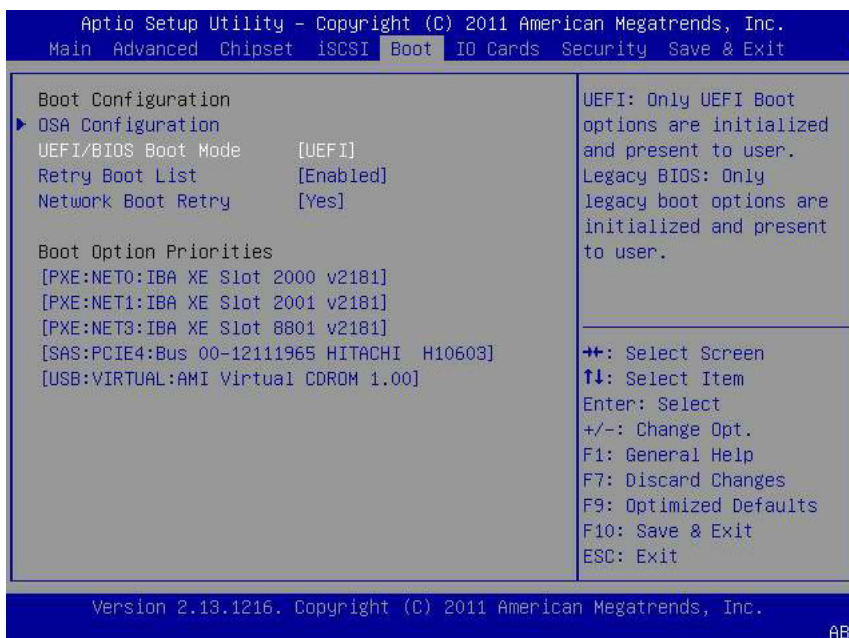 Aptio Setup Utility – Copyright (C) 2011 American Megatrends, Inc.
Main Advanced Chipset iSCSI Boot IO Cards Security Save & Exit
Boot Configuration
OSA Configuration
UEFI/BIOS Boot Mode [UEFI]
Retry Boot List [Enabled]
Network Boot Retry [Yes]
Boot Option Priorities
[PXE:NET0:IBA XE Slot 2000 v2181]
[PXE:NET1:IBA XE Slot 2001 v2181]
[PXE:NET3:IBA XE Slot 8801 v2181]
[SAS:PCIE4:Bus 00-12111965 HITACHI H10603]
[USB:VIRTUAL:AMI Virtual CDROM 1.00]
UEFI: Only UEFI Boot
options are initialized
and present to user.
Legacy BIOS: Only
legacy boot options are
initialized and present
to user.
→←: Select Screen
↑↓: Select Item
Enter: Select
+/-: Change Opt.
F1: General Help
F7: Discard Changes
F9: Optimized Defaults
F10: Save & Exit
ESC: Exit
Version 2.13.1216. Copyright (C) 2011 American Megatrends, Inc.